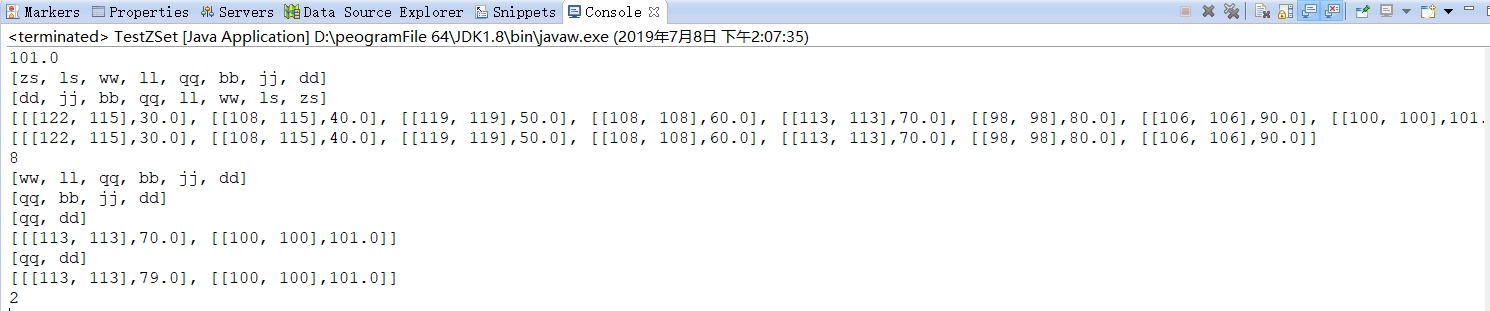 Markers Properties Servers Data Source Explorer Snippets Console
<terminated> TestZSet [Java Application] D:\peogramFile 64\JDK1.8\bin\javaw.exe (2019年7月8日 下午2:07:35)
101.0
[zs, ls, ww, ll, qq, bb, jj, dd]
[dd, jj, bb, qq, ll, ww, ls, zs]
[[[122, 115],30.0], [[108, 115],40.0], [[119, 119],50.0], [[108, 108],60.0], [[113, 113],70.0], [[98, 98],80.0], [[106, 106],90.0], [[100, 100],101.
[[[122, 115],30.0], [[108, 115],40.0], [[119, 119],50.0], [[108, 108],60.0], [[113, 113],70.0], [[98, 98],80.0], [[106, 106],90.0]]
8
[ww, ll, qq, bb, jj, dd]
[qq, bb, jj, dd]
[qq, dd]
[[[113, 113],70.0], [[100, 100],101.0]]
[qq, dd]
[[[113, 113],79.0], [[100, 100],101.0]]
2